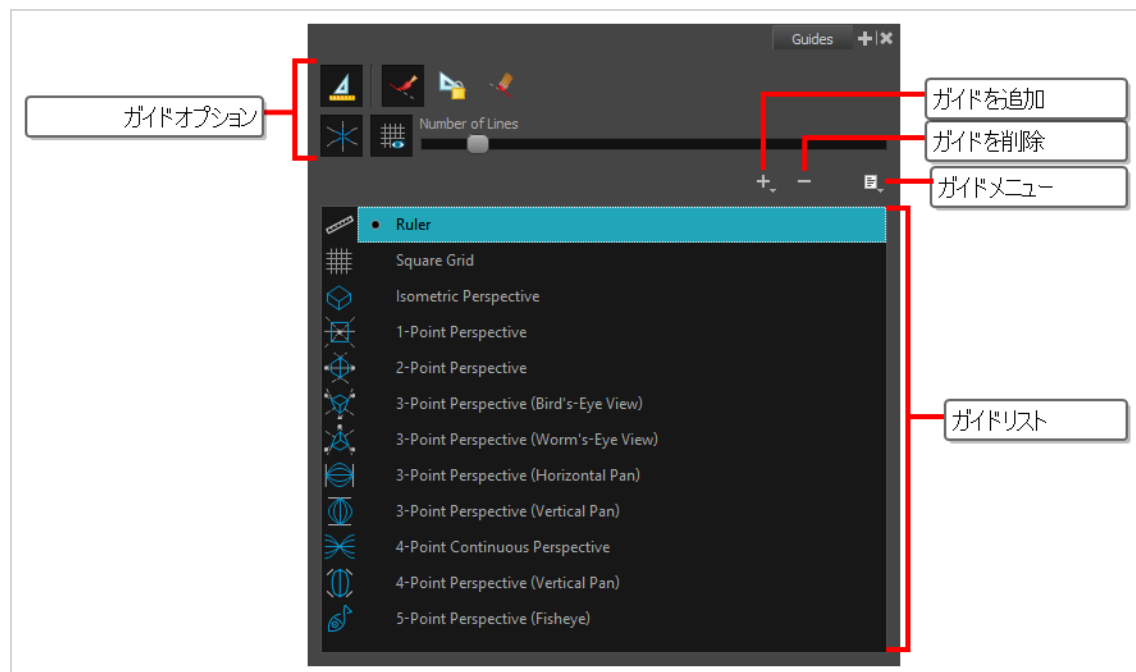 Guides
ガイドオプション
Number of Lines
ガイドを追加
ガイドを削除
ガイドメニュー
Ruler
Square Grid
Isometric Perspective
1-Point Perspective
2-Point Perspective
3-Point Perspective (Bird's-Eye View)
3-Point Perspective (Worm's-Eye View)
3-Point Perspective (Horizontal Pan)
3-Point Perspective (Vertical Pan)
4-Point Continuous Perspective
4-Point Perspective (Vertical Pan)
5-Point Perspective (Fisheye)
ガイドリスト